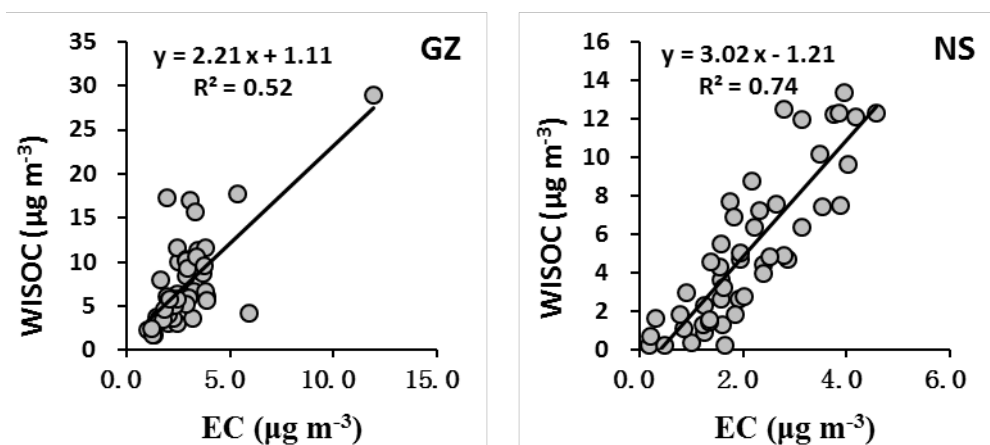 y = 2.21 x + 1.11
R² = 0.52
GZ
WISOC (µg m⁻³)
35
30
25
20
15
10
5
0
0.0 5.0 10.0 15.0
EC (µg m⁻³)
y = 3.02 x - 1.21
R² = 0.74
NS
WISOC (µg m⁻³)
16
14
12
10
8
6
4
2
0
0.0 2.0 4.0 6.0
EC (µg m⁻³)